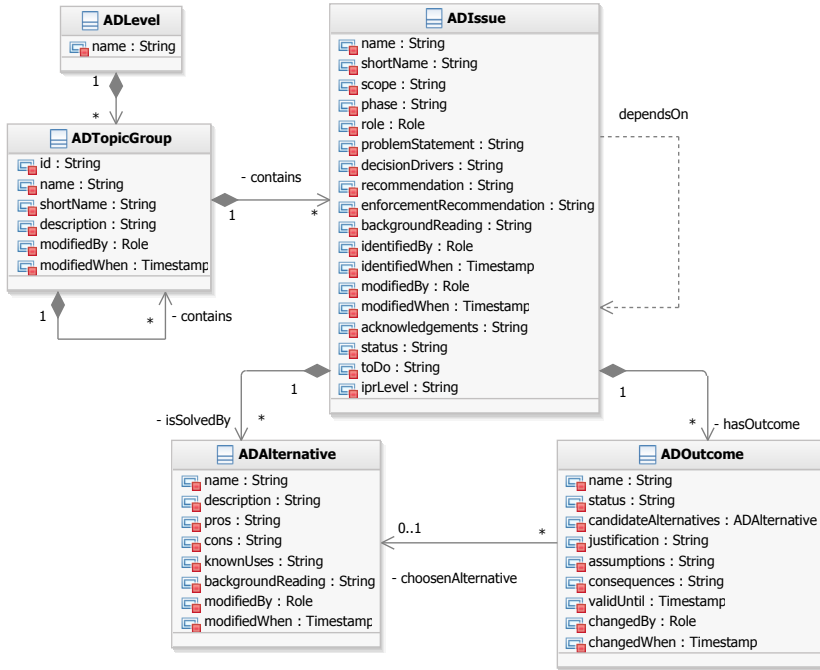 ADLevel
name : String
1
*
ADTopicGroup
id : String
name : String
shortName : String
description : String
modifiedBy : Role
modifiedWhen : Timestamp
1
*
- contains
- contains
1
*
ADIssue
name : String
shortName : String
scope : String
phase : String
role : Role
problemStatement : String
decisionDrivers : String
recommendation : String
enforcementRecommendation : String
backgroundReading : String
identifiedBy : Role
identifiedWhen : Timestamp
modifiedBy : Role
modifiedWhen : Timestamp
acknowledgements : String
status : String
toDo : String
iprLevel : String
dependsOn
1
- isSolvedBy
*
1
*
- hasOutcome
ADAlternative
name : String
description : String
pros : String
cons : String
knownUses : String
backgroundReading : String
modifiedBy : Role
modifiedWhen : Timestamp
0..1
*
- choosenAlternative
ADOutcome
name : String
status : String
candidateAlternatives : ADAlternative
justification : String
assumptions : String
consequences : String
validUntil : Timestamp
changedBy : Role
changedWhen : Timestamp